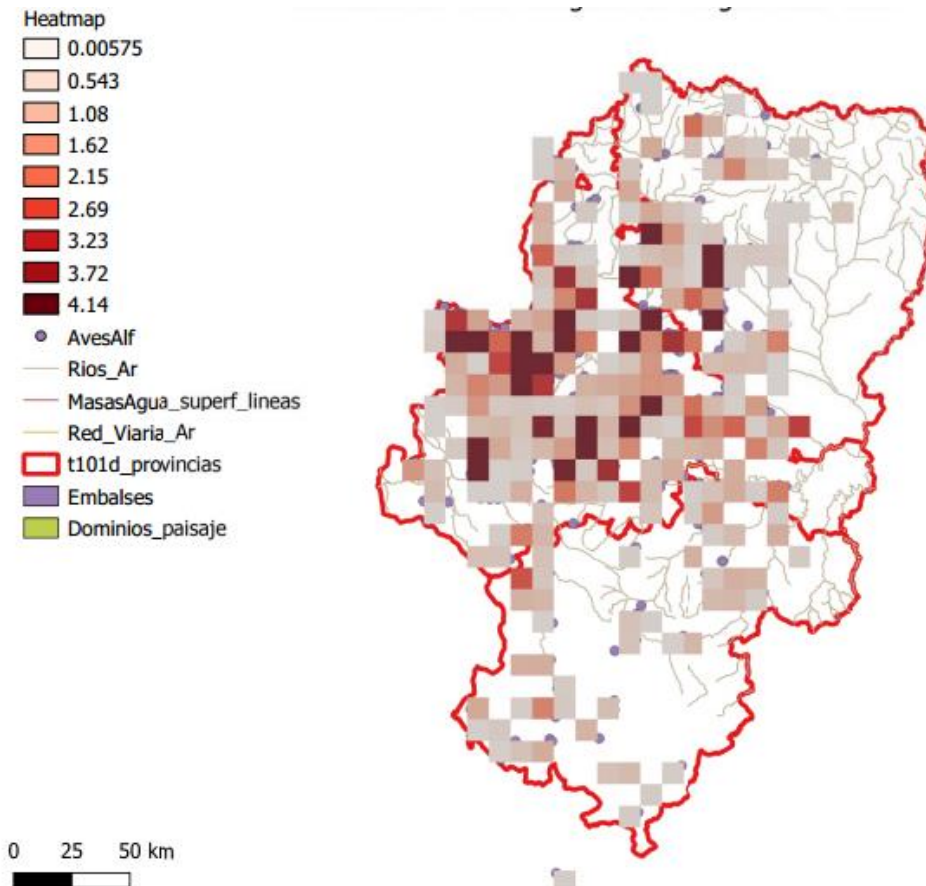 Heatmap
0.00575
0.543
1.08
1.62
2.15
2.69
3.23
3.72
4.14
AvesAlf
Rios_Ar
MasasAgua_superf_lineas
Red_Viaria_Ar
t101d_provincias
Embalses
Dominios_paisaje
0 25 50 km